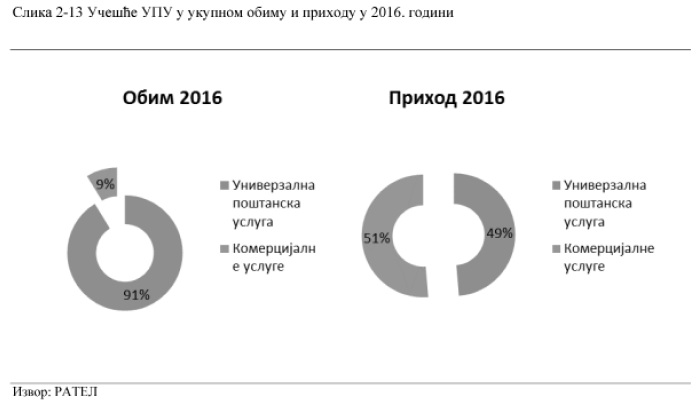 Слика 2-13 Учешће УПУ у укупном обиму и приходу у 2016. години
Обим 2016
9%
91%
Универзална
поштанска
услуга
Комерцијалн
е услуге
Приход 2016
51%
49%
Универзална
поштанска
услуга
Комерцијалне
услуге
Извор: РАТЕЛ